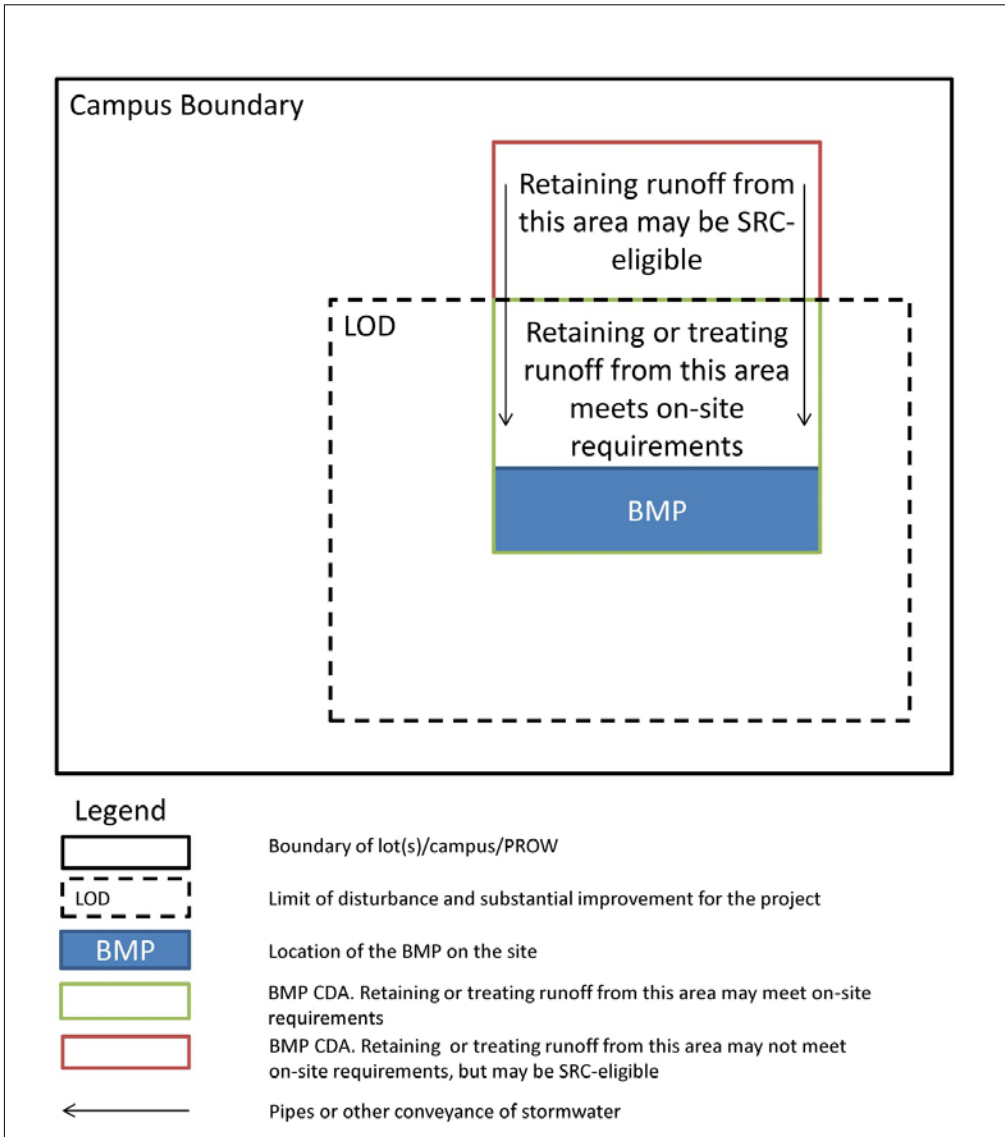 Campus Boundary
Retaining runoff from
this area may be SRC-
eligible
LOD
Retaining or treating
runoff from this area
meets on-site
requirements
BMP
Legend
Boundary of lot(s)/campus/PROW
LOD
Limit of disturbance and substantial improvement for the project
BMP
Location of the BMP on the site
BMP CDA. Retaining or treating runoff from this area may meet on-site
requirements
BMP CDA. Retaining or treating runoff from this area may not meet
on-site requirements, but may be SRC-eligible
Pipes or other conveyance of stormwater